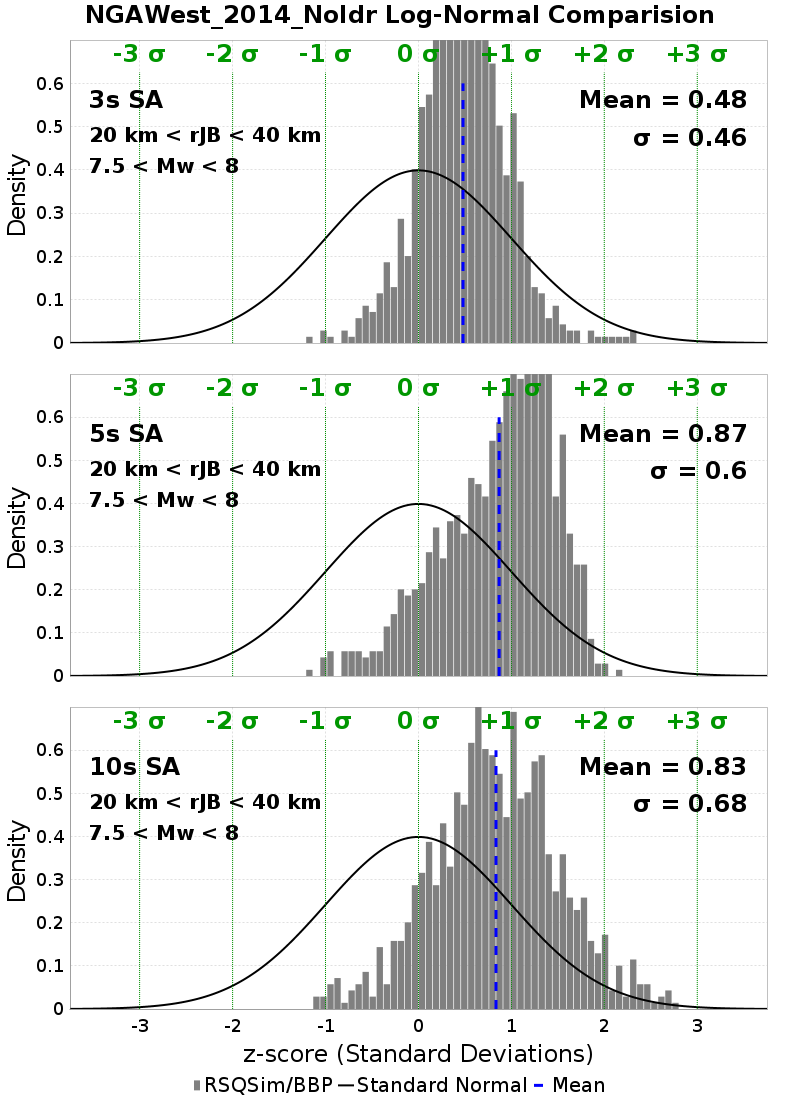 NGAWest_2014_NoIdr Log-Normal Comparision
-3 σ -2 σ -1 σ 0 σ +1 σ +2 σ +3 σ
3s SA Mean = 0.48
20 km < rJB < 40 km σ = 0.46
7.5 < Mw < 8
0.6
0.5
0.4
0.3
0.2
0.1
0
Density
-3 σ -2 σ -1 σ 0 σ +1 σ +2 σ +3 σ
5s SA Mean = 0.87
20 km < rJB < 40 km σ = 0.6
7.5 < Mw < 8
0.6
0.5
0.4
0.3
0.2
0.1
0
Density
-3 σ -2 σ -1 σ 0 σ +1 σ +2 σ +3 σ
10s SA Mean = 0.83
20 km < rJB < 40 km σ = 0.68
7.5 < Mw < 8
0.6
0.5
0.4
0.3
0.2
0.1
0
Density
-3 -2 -1 0 1 2 3
z-score (Standard Deviations)
RSQSim/BBP Standard Normal Mean